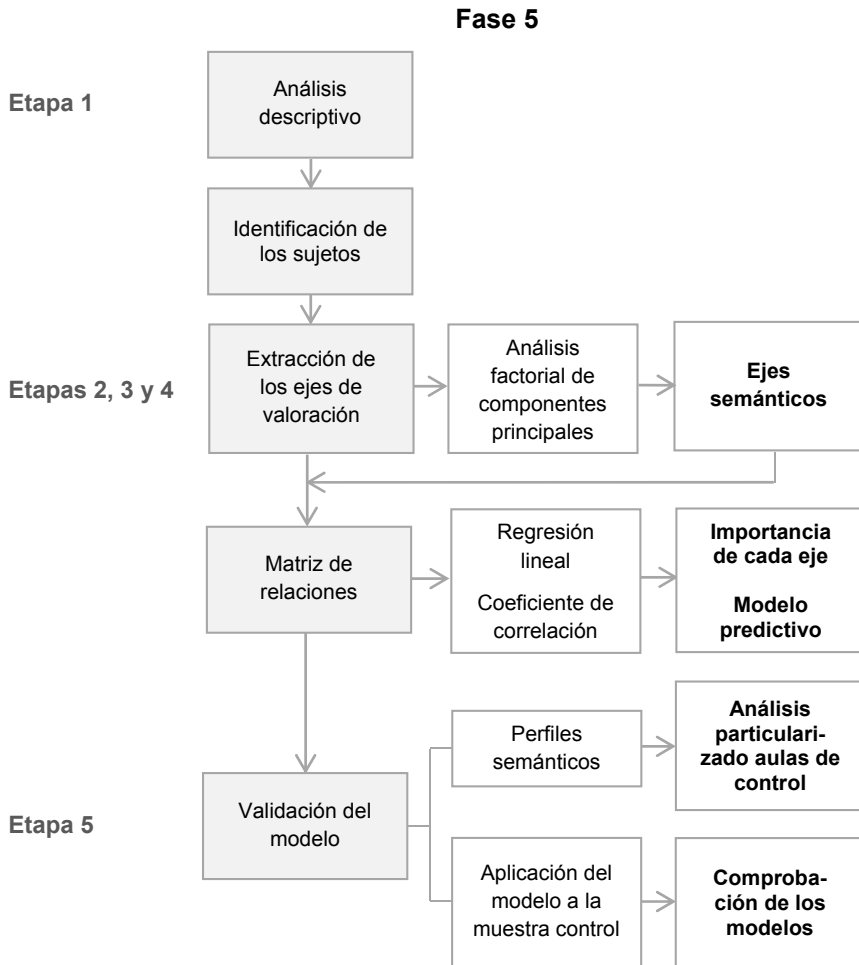 Fase 5
Etapa 1
Análisis
descriptivo
Identificación de
los sujetos
Etapas 2, 3 y 4
Extracción de
los ejes de
valoración
Análisis
factorial de
componentes
principales
Ejes
semánticos
Matriz de
relaciones
Regresión
lineal
Coeficiente de
correlación
Importancia
de cada eje
Modelo
predictivo
Etapa 5
Validación del
modelo
Perfiles
semánticos
Análisis
particulari-
zado aulas de
control
Aplicación del
modelo a la
muestra control
Comproba-
ción de los
modelos